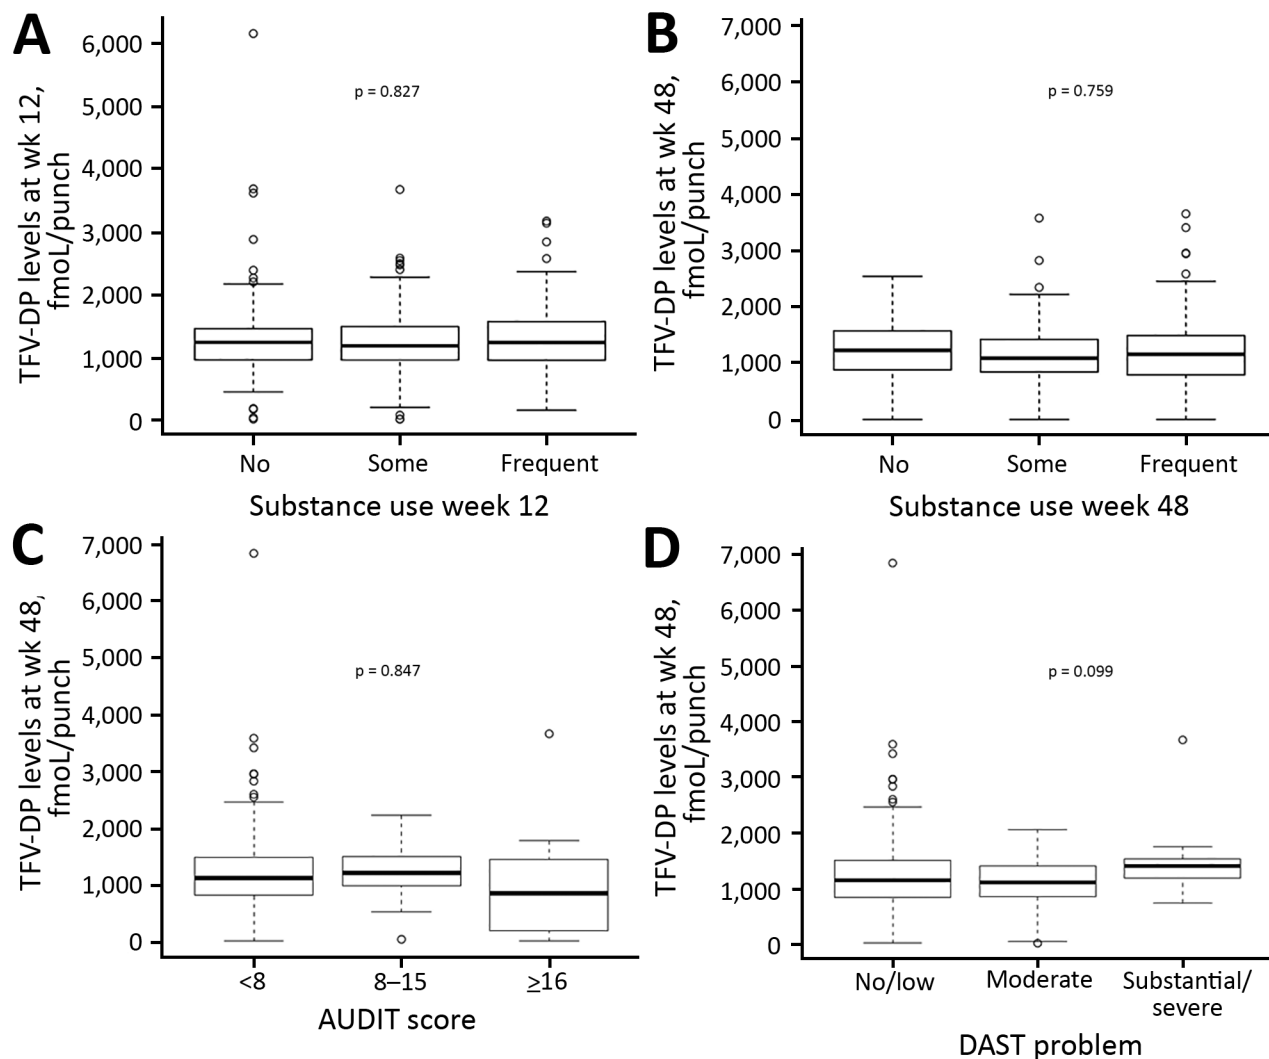 A
TFV-DP levels at wk 12,
fmoL/punch
6,000
5,000
4,000
3,000
2,000
1,000
0
p = 0.827
No
Some
Frequent
Substance use week 12
B
TFV-DP levels at wk 48,
fmoL/punch
7,000
6,000
5,000
4,000
3,000
2,000
1,000
0
p = 0.759
No
Some
Frequent
Substance use week 48
C
TFV-DP levels at wk 48,
fmoL/punch
7,000
6,000
5,000
4,000
3,000
2,000
1,000
0
p = 0.847
<8
8–15
≥16
AUDIT score
D
TFV-DP levels at wk 48,
fmoL/punch
7,000
6,000
5,000
4,000
3,000
2,000
1,000
0
p = 0.099
No/low
Moderate
Substantial/
severe
DAST problem